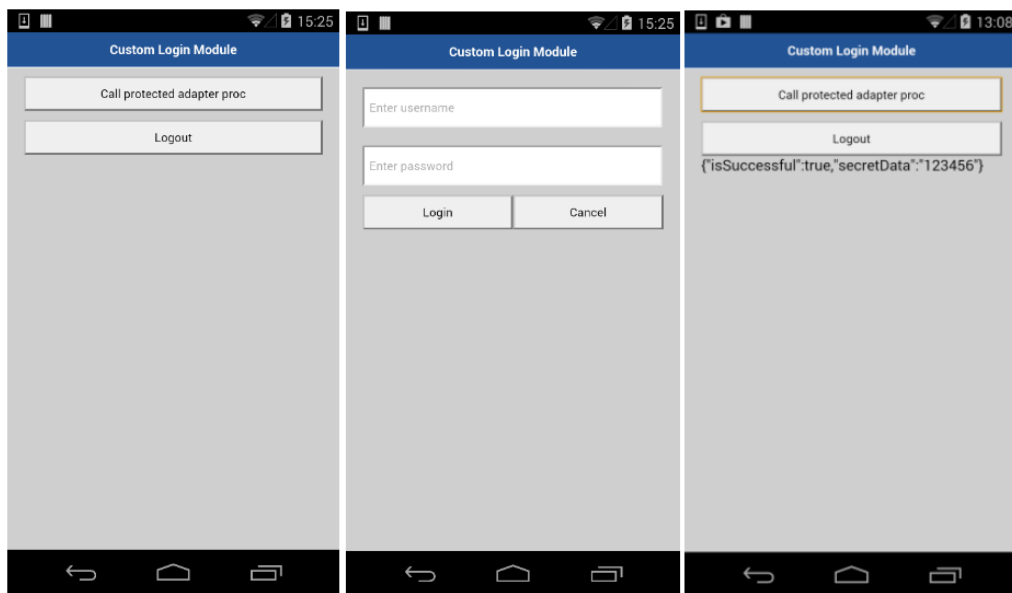 15:25
Custom Login Module
Call protected adapter proc
Logout
15:25
Custom Login Module
Enter username
Enter password
Login
Cancel
13:08
Custom Login Module
Call protected adapter proc
Logout
{"isSuccessful":true,"secretData":"123456"}